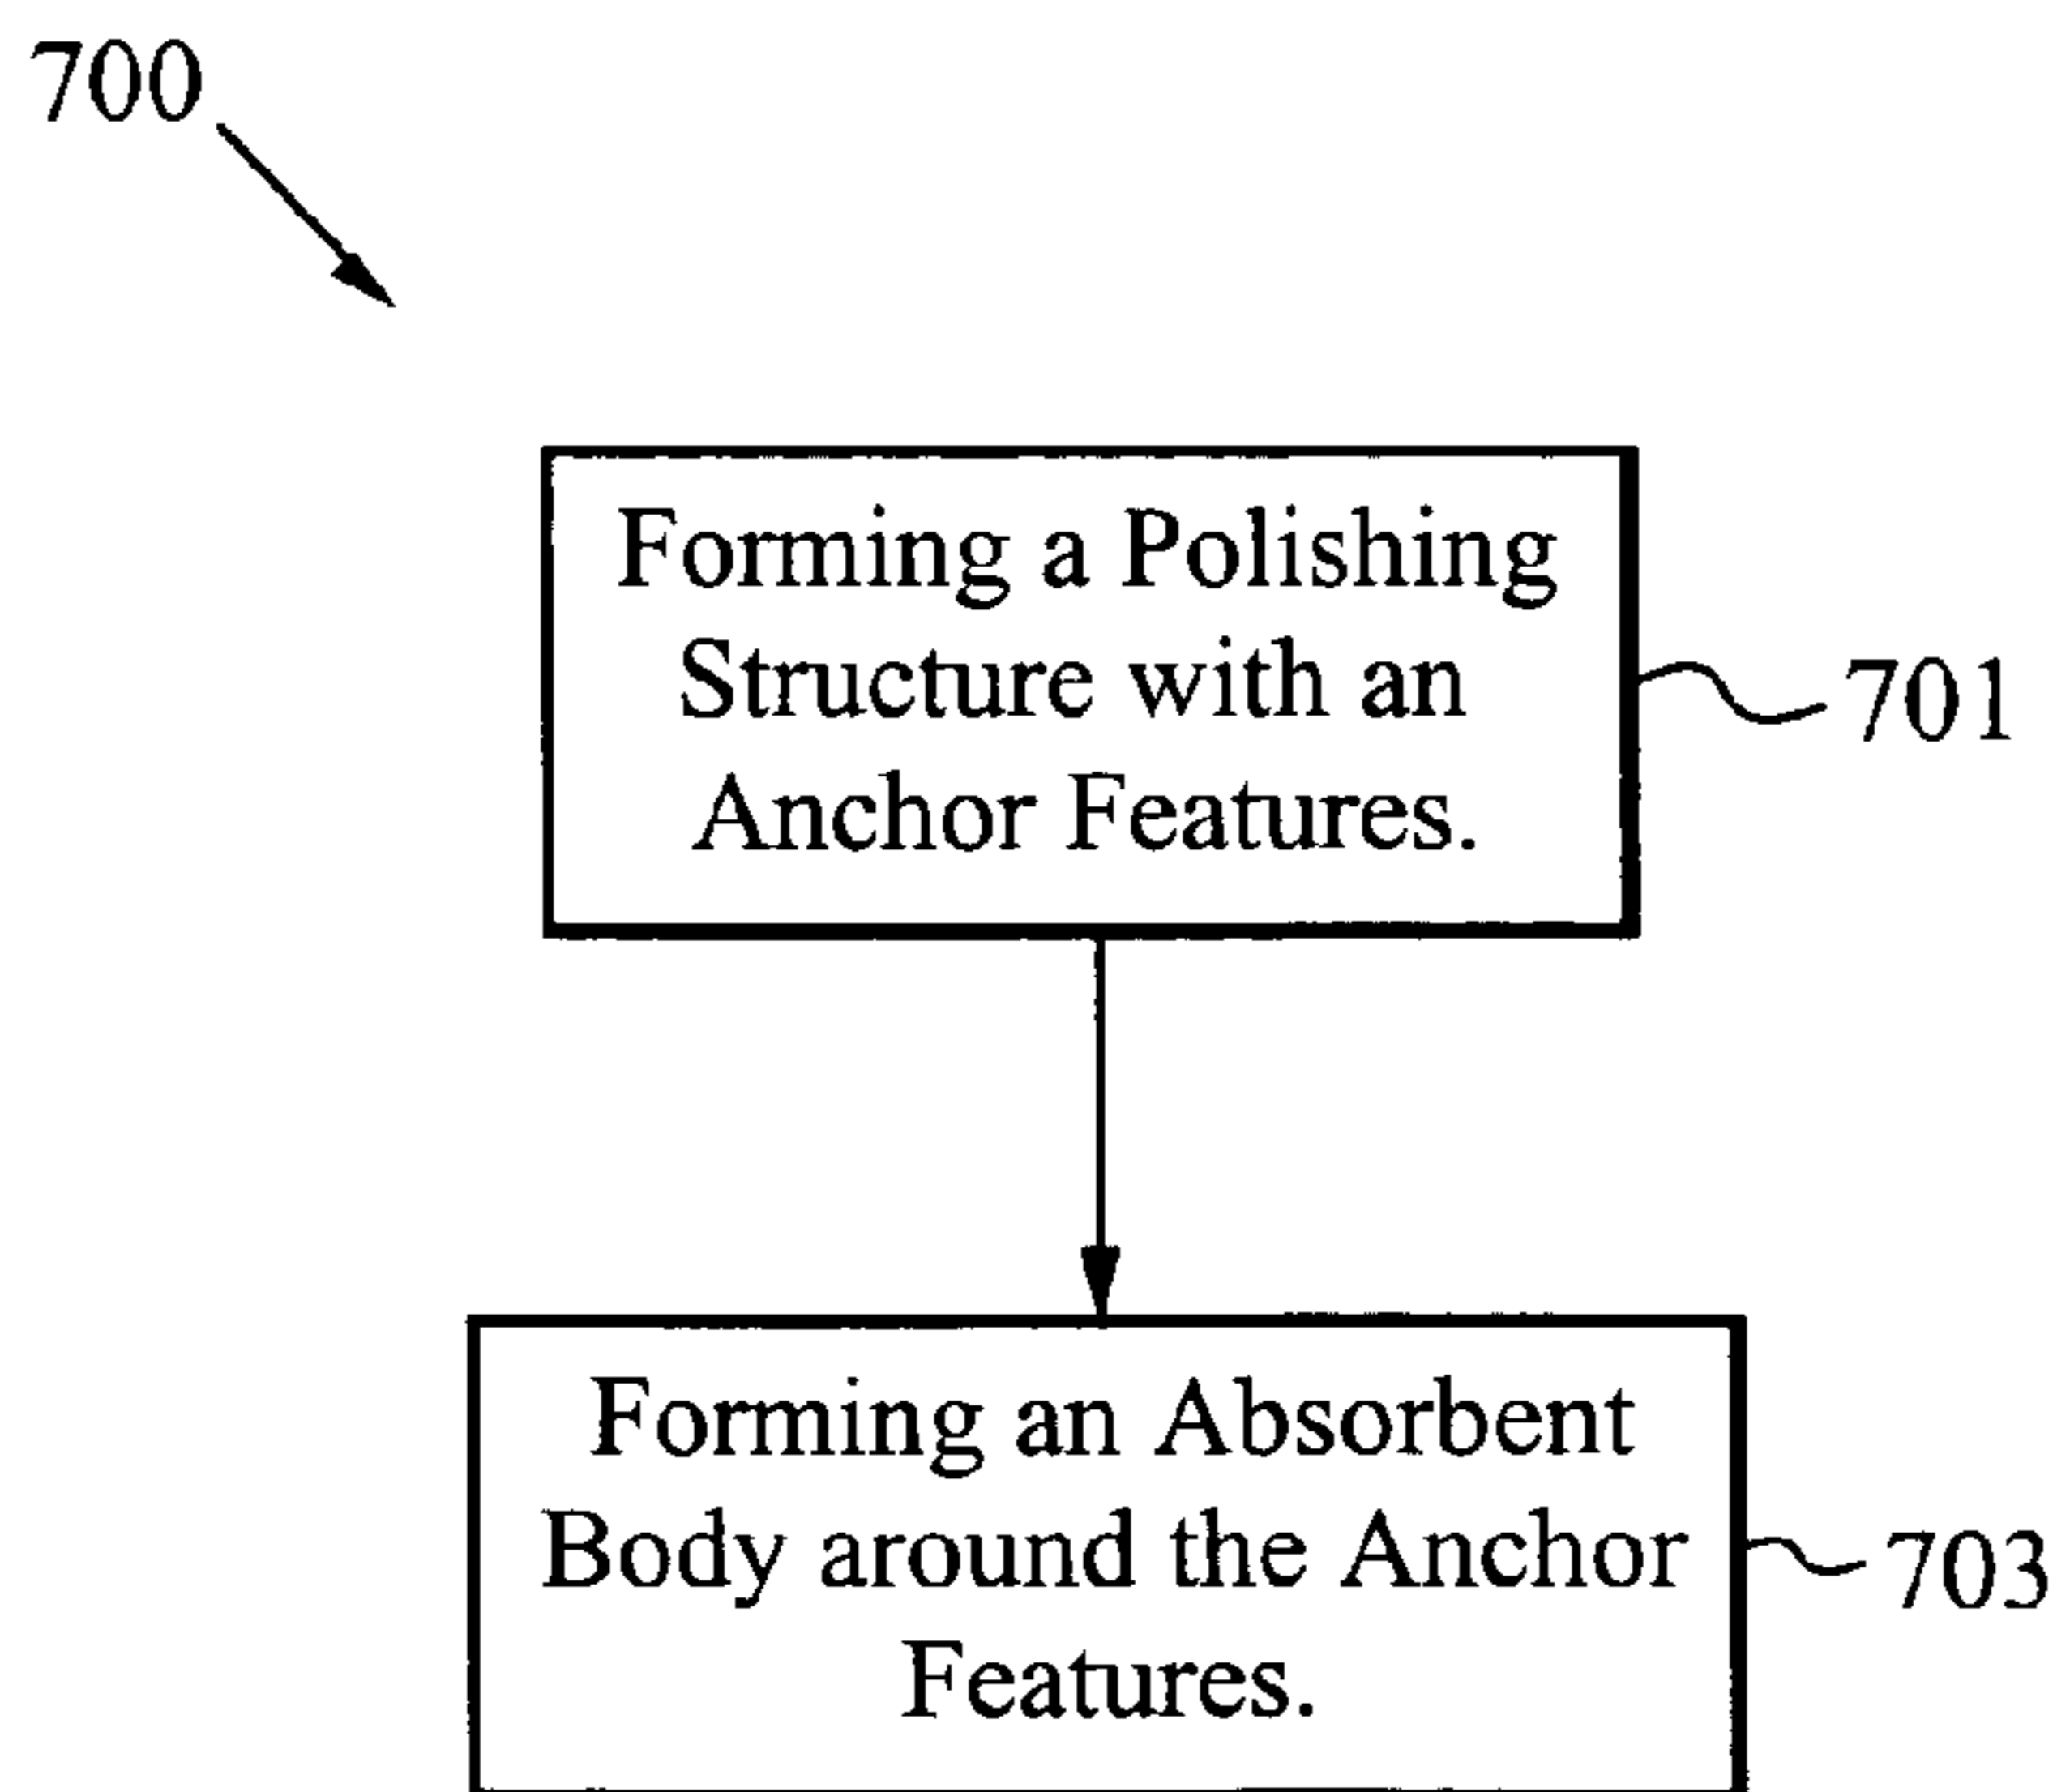 700
Forming a Polishing
Structure with an
Anchor Features.
701
Forming an Absorbent
Body around the Anchor
Features.
703